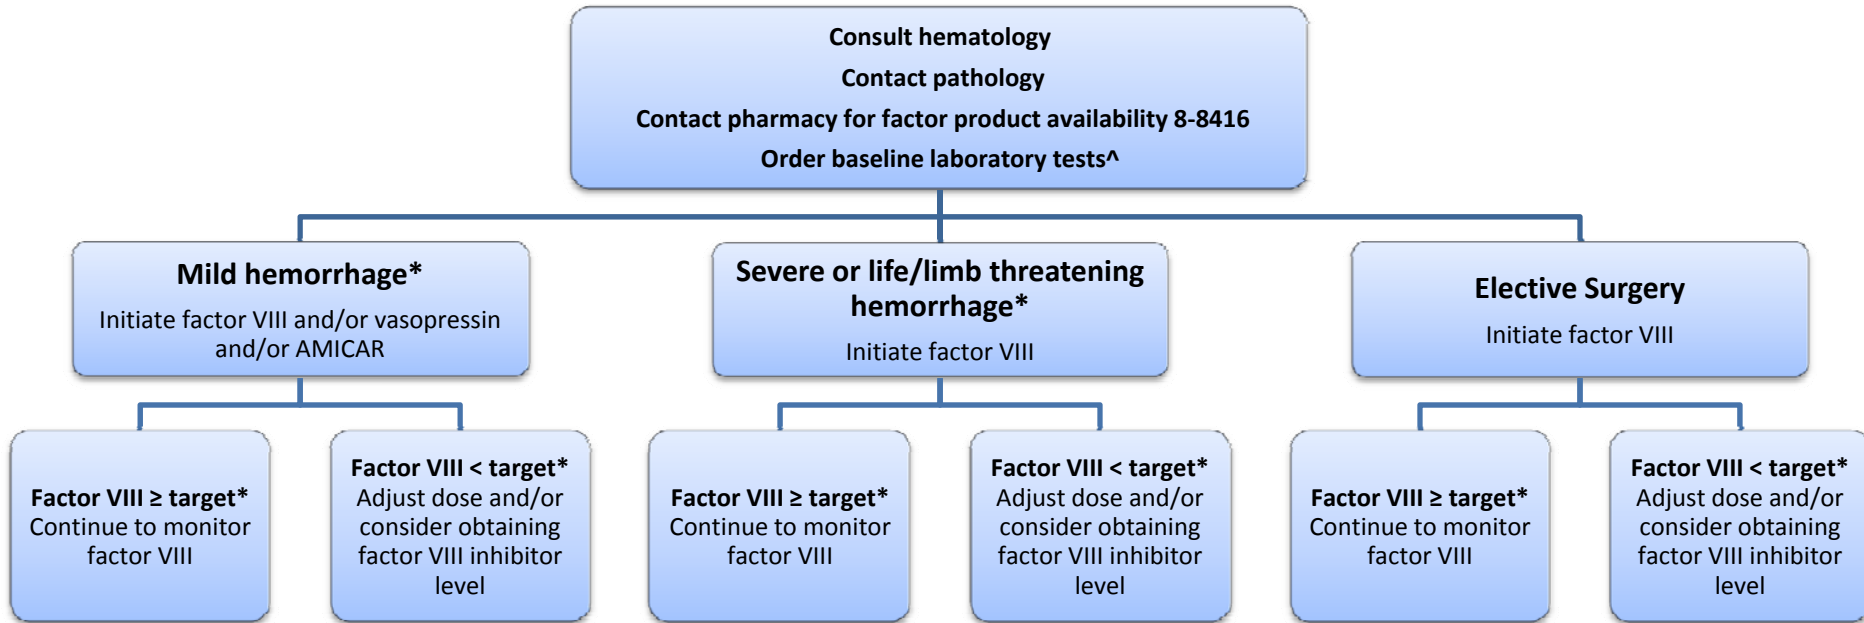 Consult hematology
Contact pathology
Contact pharmacy for factor product availability 8-8416
Order baseline laboratory tests^
Mild hemorrhage*
Initiate factor VIII and/or vasopressin
and/or AMICAR
Severe or life/limb threatening
hemorrhage*
Initiate factor VIII
Elective Surgery
Initiate factor VIII
Factor VIII ≥ target*
Continue to monitor
factor VIII
Factor VIII < target*
Adjust dose and/or
consider obtaining
factor VIII inhibitor
level
Factor VIII ≥ target*
Continue to monitor
factor VIII
Factor VIII < target*
Adjust dose and/or
consider obtaining
factor VIII inhibitor
level
Factor VIII ≥ target*
Continue to monitor
factor VIII
Factor VIII < target*
Adjust dose and/or
consider obtaining
factor VIII inhibitor
level